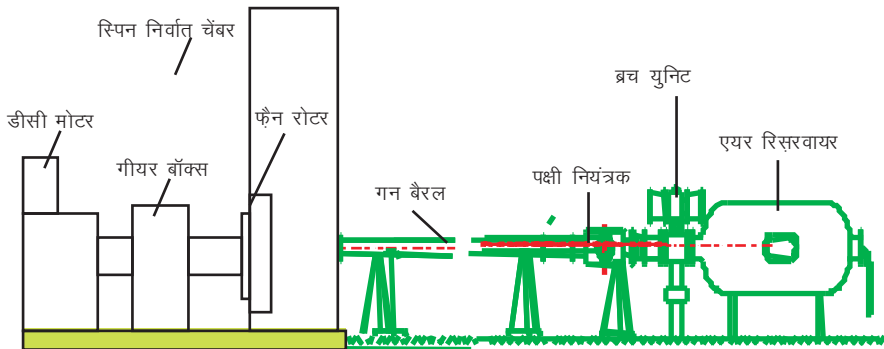 स्पिन निर्वात चेंबर
ब्रच युनिट
डीसी मोटर
फ़ैन रोटर
एयर रिसरवायर
गीयर बॉक्स
गन बैरल
पक्षी नियंत्रक